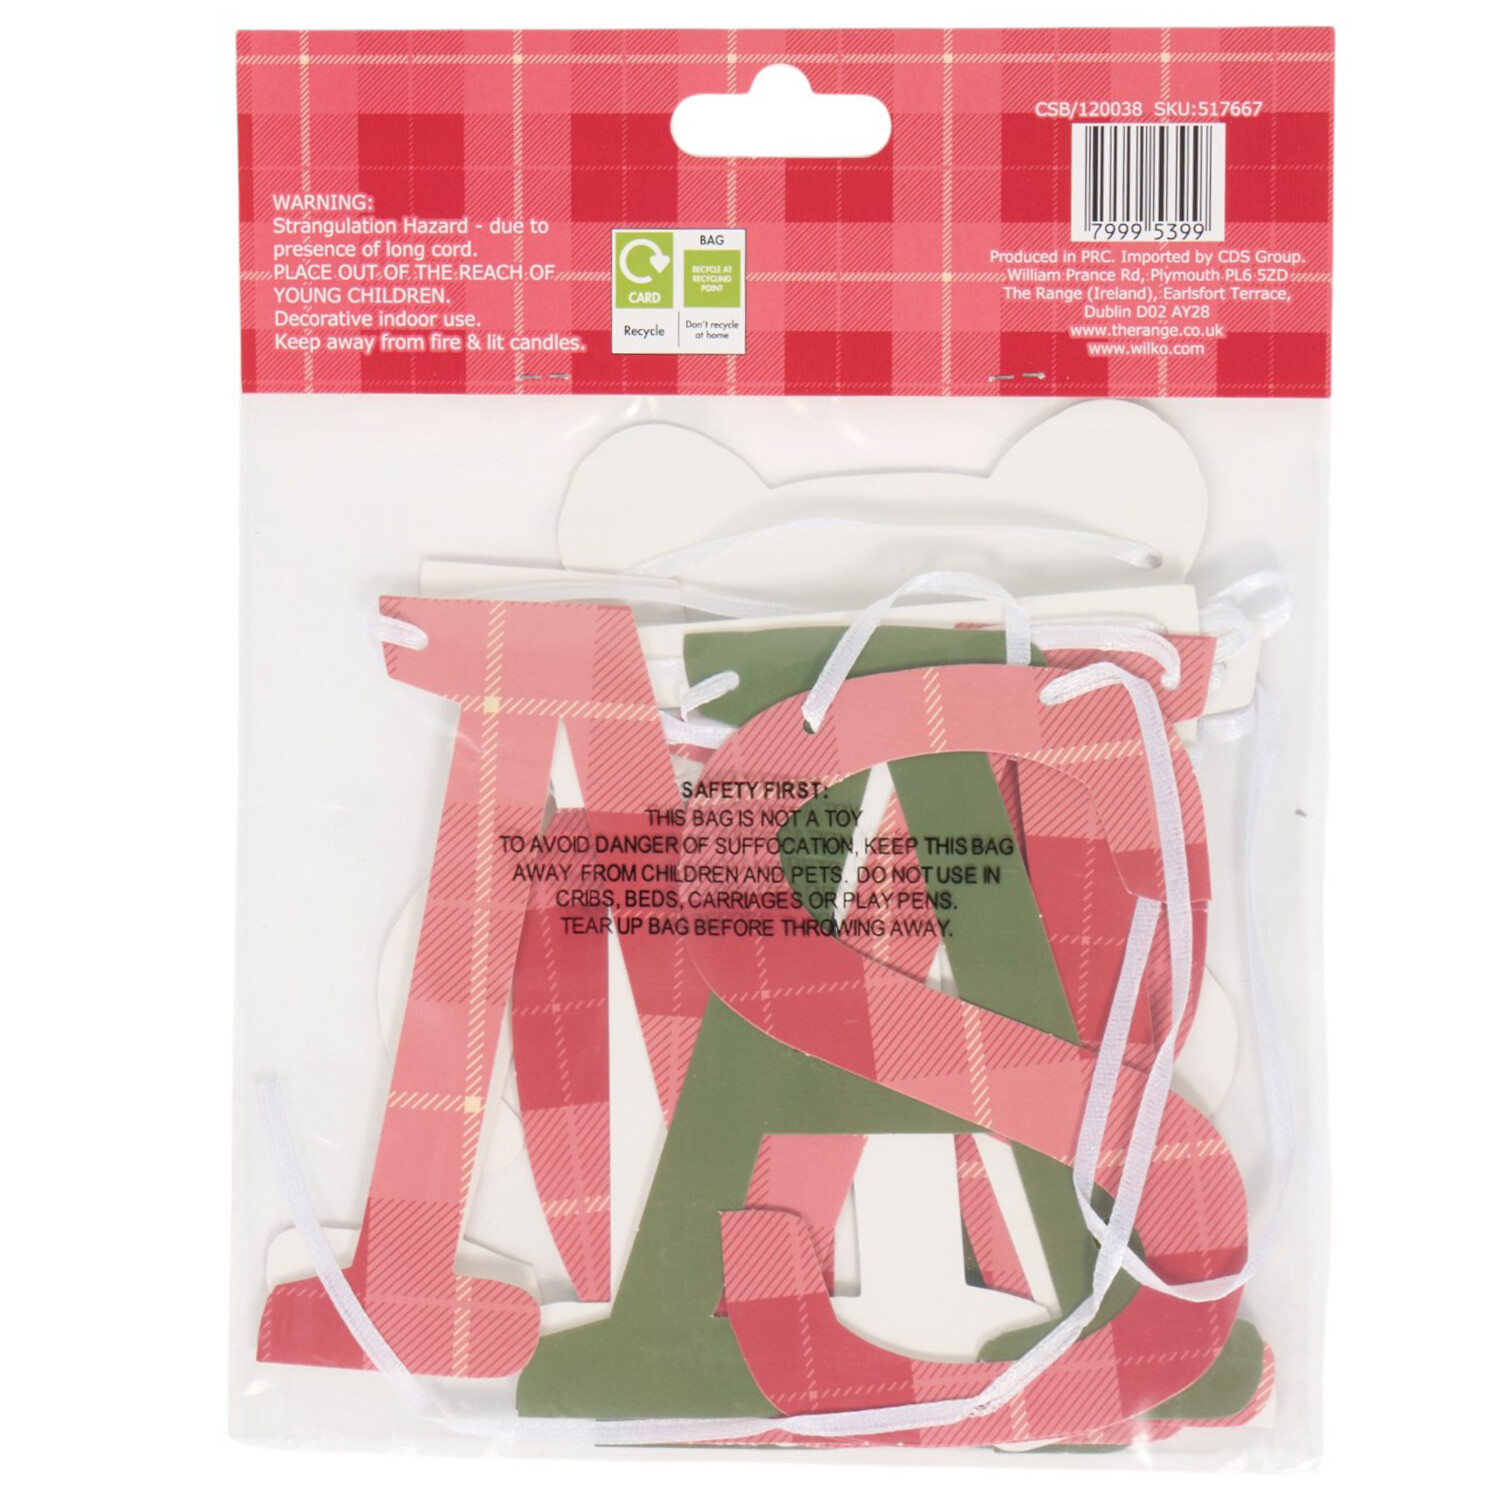 CSB/120038 SKU:517667
7999 5399
WARNING:
Strangulation Hazard - due to
presence of long cord.
PLACE OUT OF THE REACH OF
YOUNG CHILDREN.
Decorative indoor use.
Keep away from fire & lit candles.
CARD
Recycle
BAG
RECYCLE AT
RECYCLING
POINT
Don't recycle
at home
Produced in PRC. Imported by CDS Group.
William Prance Rd, Plymouth PL6 5ZD
The Range (Ireland), Earlsfort Terrace,
Dublin D02 AY28
www.therange.co.uk
www.wilko.com
SAFETY FIRST:
THIS BAG IS NOT A TOY
TO AVOID DANGER OF SUFFOCATION, KEEP THIS BAG
AWAY FROM CHILDREN AND PETS. DO NOT USE IN
CRIBS, BEDS, CARRIAGES OR PLAY PENS.
TEAR UP BAG BEFORE THROWING AWAY.